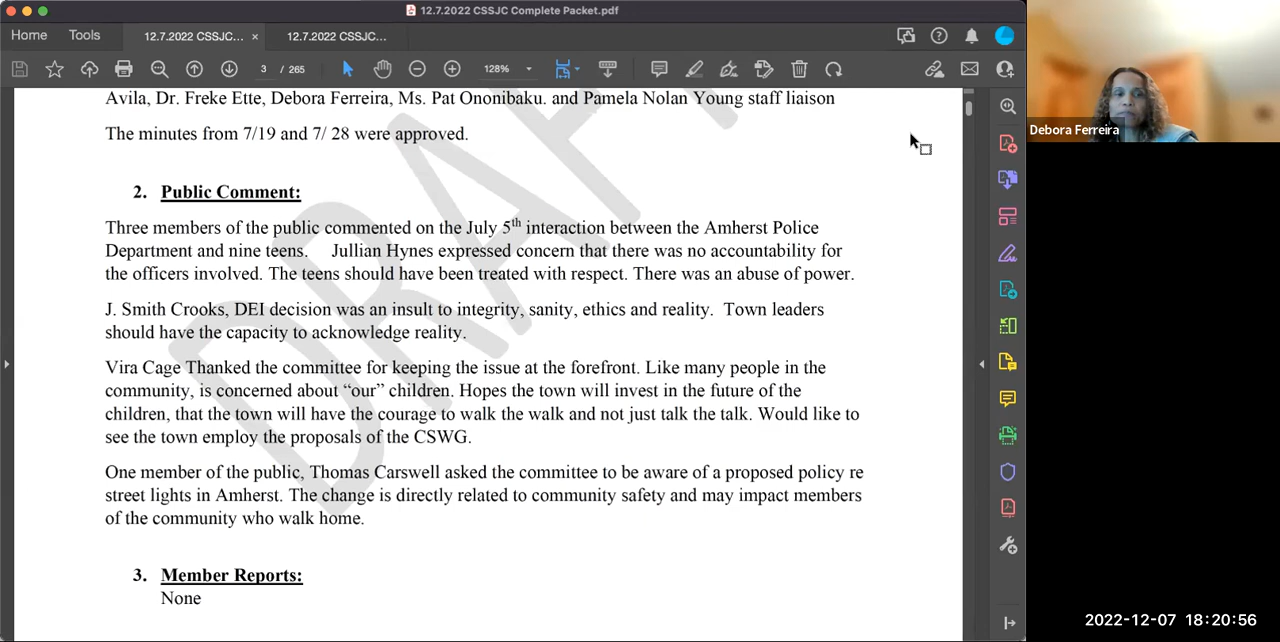 12.7.2022 CSSJC Complete Packet.pdf
Home Tools 12.7.2022 CSSJC... × 12.7.2022 CSSJC...
3 / 265 128%
Avila, Dr. Freke Ette, Debora Ferreira, Ms. Pat Ononibaku. and Pamela Nolan Young staff liaison
The minutes from 7/19 and 7/ 28 were approved.
2. Public Comment:
Three members of the public commented on the July 5th interaction between the Amherst Police
Department and nine teens. Jullian Hynes expressed concern that there was no accountability for
the officers involved. The teens should have been treated with respect. There was an abuse of power.
J. Smith Crooks, DEI decision was an insult to integrity, sanity, ethics and reality. Town leaders
should have the capacity to acknowledge reality.
Vira Cage Thanked the committee for keeping the issue at the forefront. Like many people in the
community, is concerned about “our” children. Hopes the town will invest in the future of the
children, that the town will have the courage to walk the walk and not just talk the talk. Would like to
see the town employ the proposals of the CSWG.
One member of the public, Thomas Carswell asked the committee to be aware of a proposed policy re
street lights in Amherst. The change is directly related to community safety and may impact members
of the community who walk home.
3. Member Reports:
None
DRAFT
Debora Ferreira
2022-12-07 18:20:56